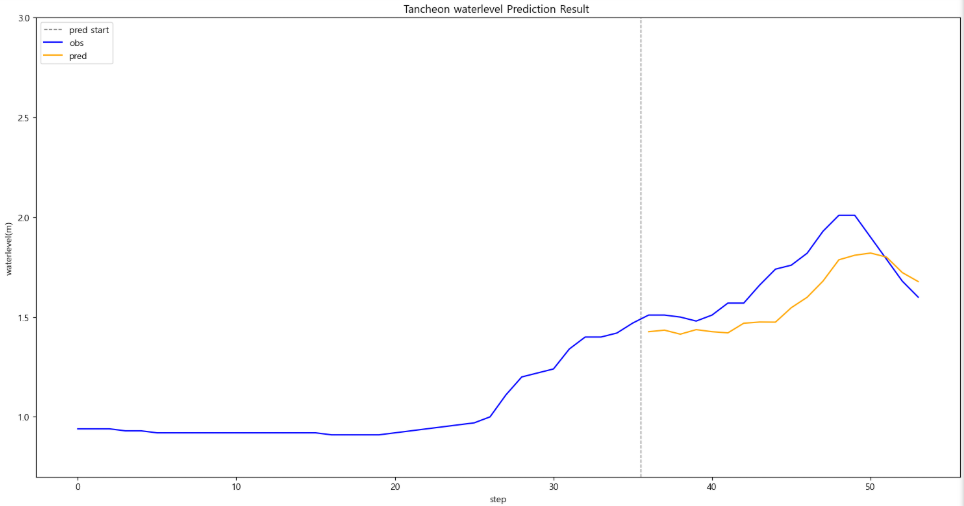 Tancheon waterlevel Prediction Result
pred start
obs
pred
3.0
2.5
2.0
1.5
1.0
waterlevel(m)
0 10 20 30 40 50
step